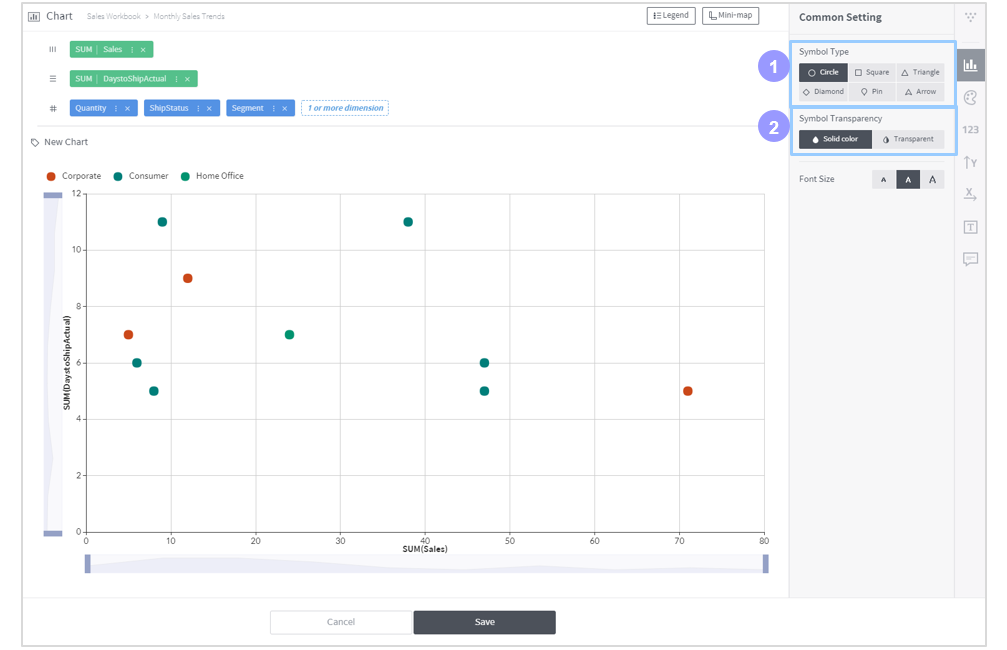 Chart Sales Workbook > Monthly Sales Trends Legend Mini-map Common Setting
SUM Sales
SUM DaystoShipActual
# Quantity ShipStatus Segment 1 or more dimension
New Chart
Corporate Consumer Home Office
12
10
8
6
4
2
0
SUM(DaystoShipActual)
0 10 20 30 40 50 60 70 80
SUM(Sales)
Cancel Save
1
Symbol Type
Circle Square Triangle
Diamond Pin Arrow
2
Symbol Transparency
Solid color Transparent
Font Size A A A
123
Y
X
T